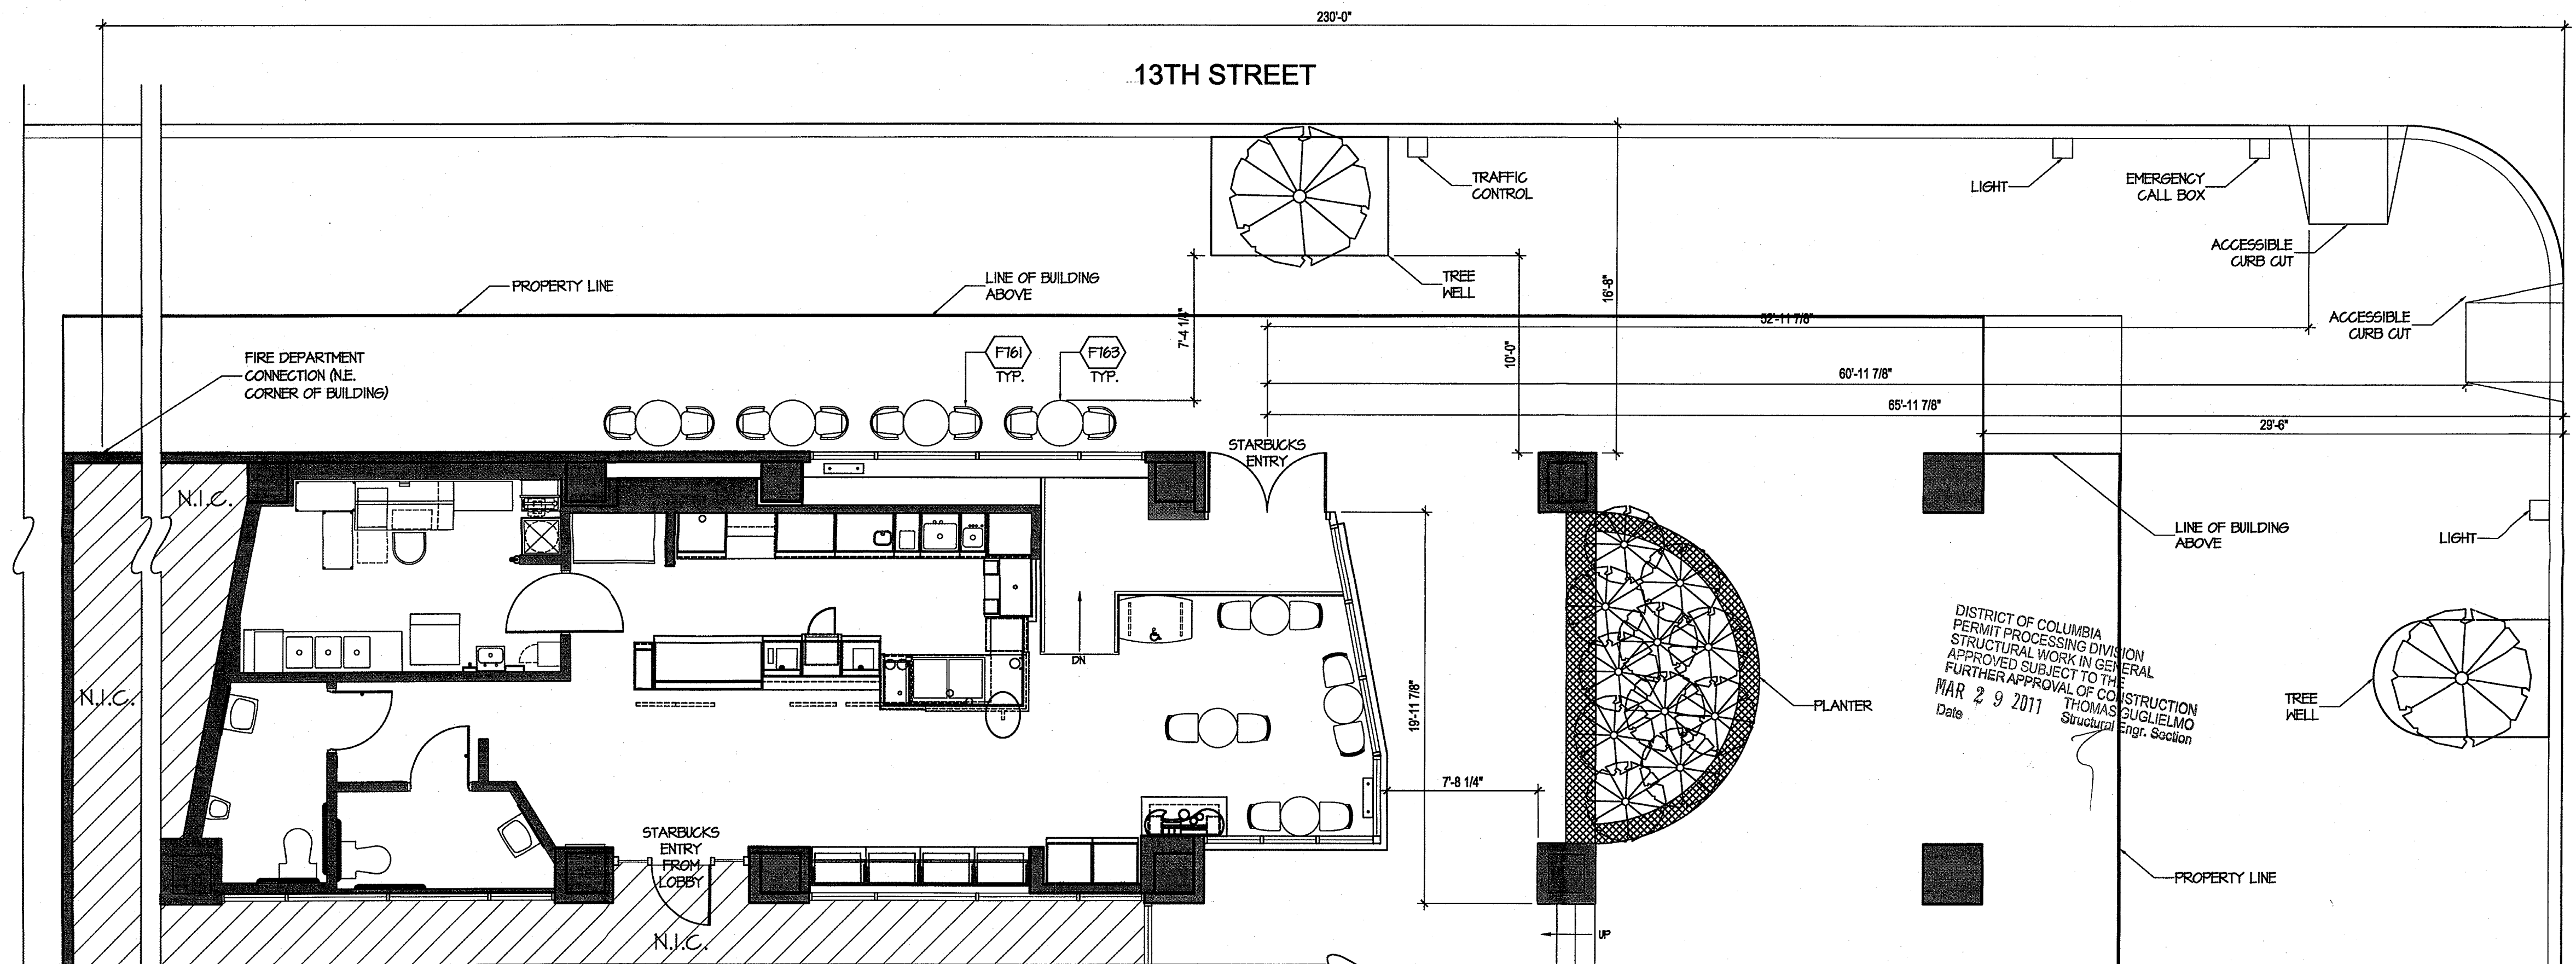 230'-0"
13TH STREET
TRAFFIC
CONTROL
LIGHT
EMERGENCY
CALL BOX
ACCESSIBLE
CURB CUT
PROPERTY LINE
LINE OF BUILDING
ABOVE
TREE
WELL
16'-8"
7'-4 1/4"
10'-0"
52'-11 7/8"
ACCESSIBLE
CURB CUT
FIRE DEPARTMENT
CONNECTION (N.E.
CORNER OF BUILDING)
F761
TYP.
F763
TYP.
60'-11 7/8"
65'-11 7/8"
29'-6"
STARBUCKS
ENTRY
N.I.C.
LINE OF BUILDING
ABOVE
LIGHT
DN
N.I.C.
19'-11 7/8"
PLANTER
DISTRICT OF COLUMBIA
PERMIT PROCESSING DIVISION
STRUCTURAL WORK IN GENERAL
APPROVED SUBJECT TO THE
FURTHER APPROVAL OF CONSTRUCTION
MAR 29 2011 THOMAS GUGLIELMO
Date Structural Engr. Section
TREE
WELL
7'-8 1/4"
STARBUCKS
ENTRY
FROM
LOBBY
PROPERTY LINE
N.I.C.
UP